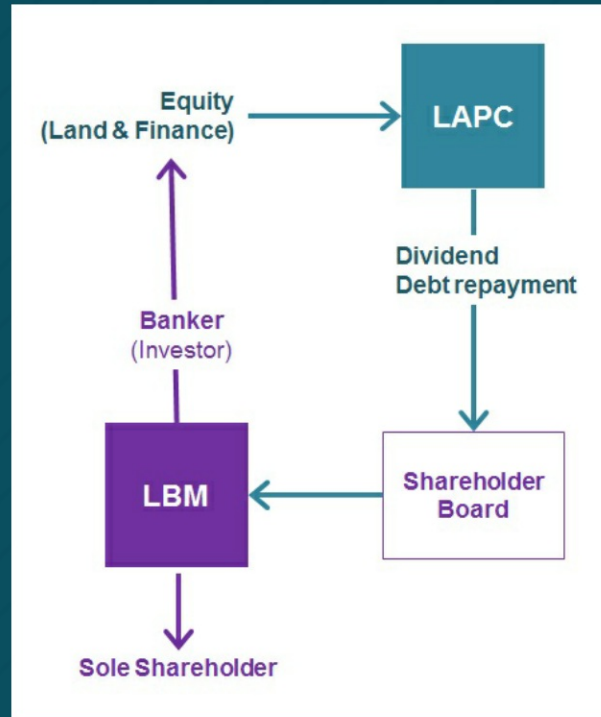 Equity
(Land & Finance)
LAPC
Dividend
Debt repayment
Banker
(Investor)
LBM
Shareholder
Board
Sole Shareholder